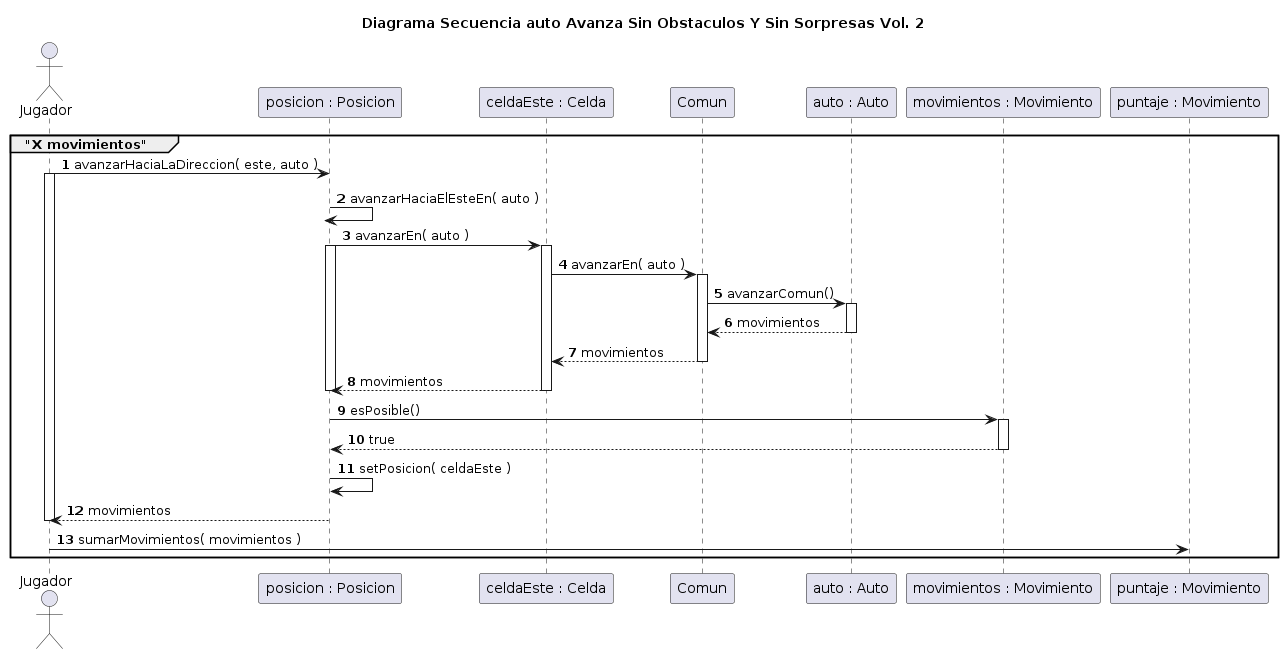 Diagrama Secuencia auto Avanza Sin Obstaculos Y Sin Sorpresas Vol. 2
Jugador
posicion : Posicion
celdaEste : Celda
Comun
auto : Auto
movimientos : Movimiento
puntaje : Movimiento
"X movimientos"
1 avanzarHaciaLaDireccion( este, auto )
2 avanzarHaciaElEsteEn( auto )
3 avanzarEn( auto )
4 avanzarEn( auto )
5 avanzarComun()
6 movimientos
7 movimientos
8 movimientos
9 esPosible()
10 true
11 setPosicion( celdaEste )
12 movimientos
13 sumarMovimientos( movimientos )
Jugador
posicion : Posicion
celdaEste : Celda
Comun
auto : Auto
movimientos : Movimiento
puntaje : Movimiento